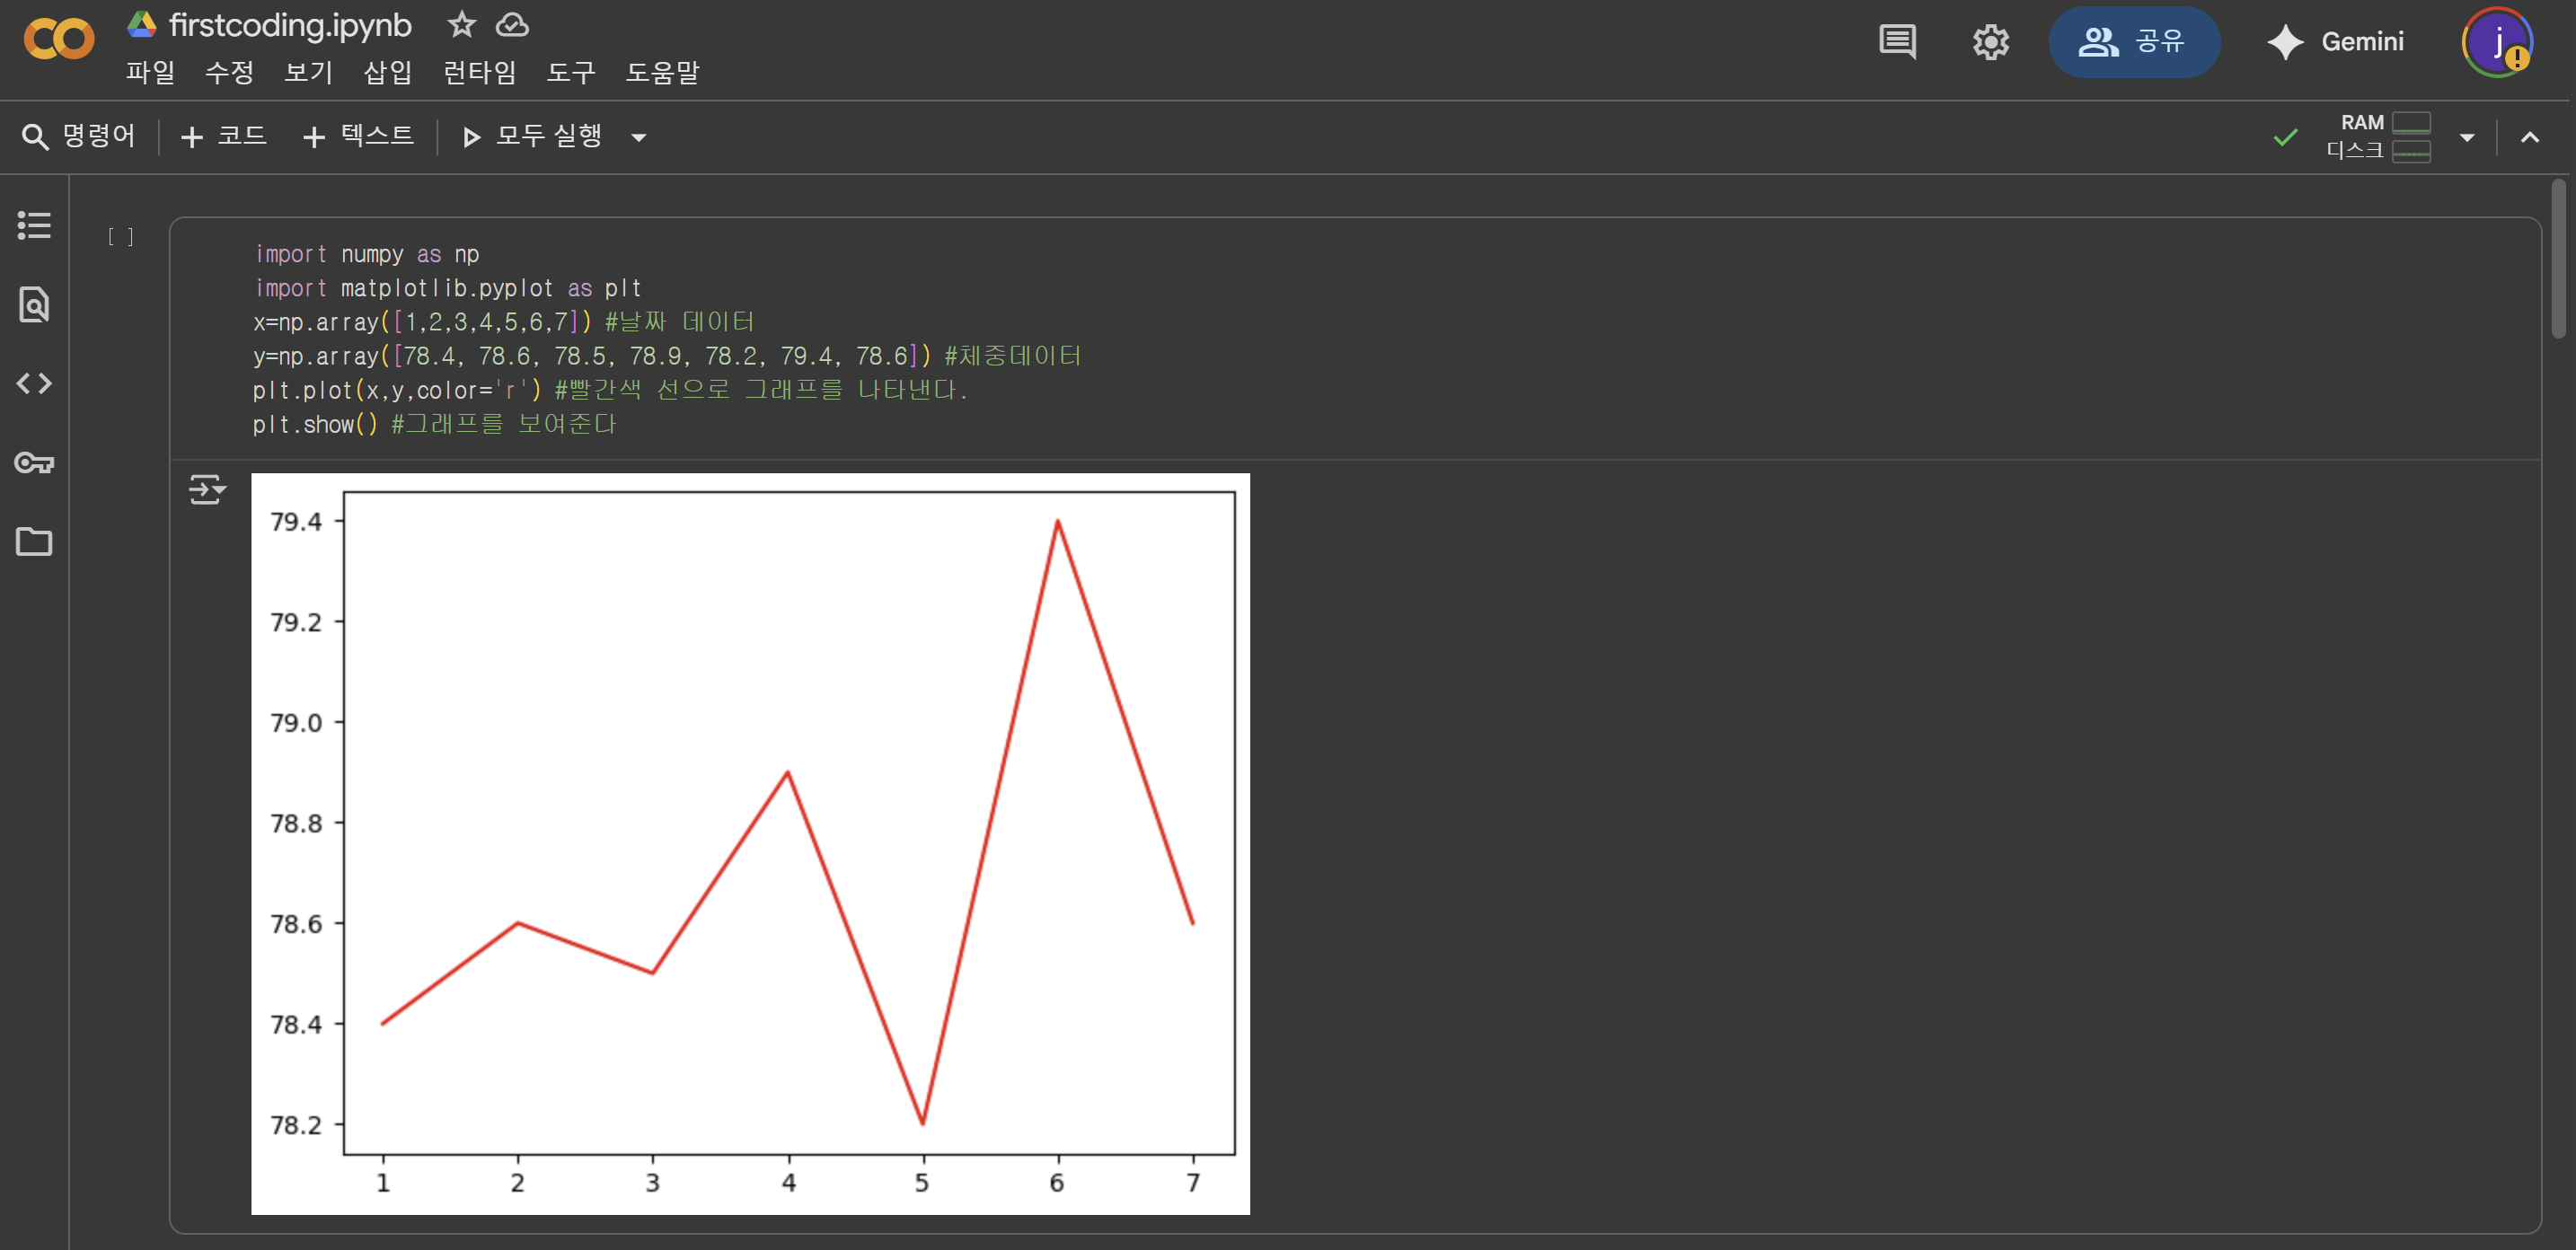 firstcoding.ipynb
파일 수정 보기 삽입 런타임 도구 도움말
공유
Gemini
j
명령어 + 코드 + 텍스트 모두 실행
RAM
디스크
[ ]
import numpy as np
import matplotlib.pyplot as plt
x=np.array([1,2,3,4,5,6,7]) #날짜 데이터
y=np.array([78.4, 78.6, 78.5, 78.9, 78.2, 79.4, 78.6]) #체중데이터
plt.plot(x,y,color='r') #빨간색 선으로 그래프를 나타낸다.
plt.show() #그래프를 보여준다
79.4
79.2
79.0
78.8
78.6
78.4
78.2
1 2 3 4 5 6 7